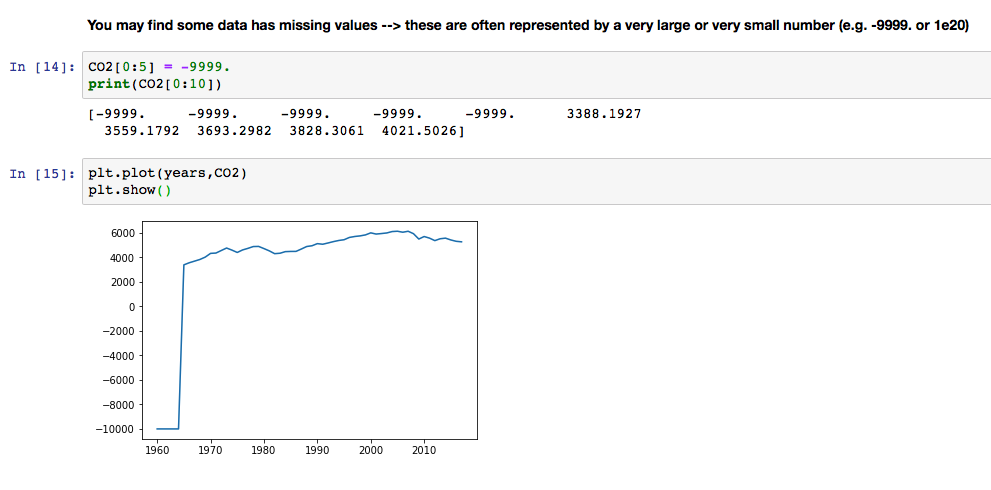 You may find some data has missing values --> these are often represented by a very large or very small number (e.g. -9999. or 1e20)
In [14]: CO2[0:5] = -9999.
print(CO2[0:10])
[-9999. -9999. -9999. -9999. -9999. 3388.1927
3559.1792 3693.2982 3828.3061 4021.5026]
In [15]: plt.plot(years,CO2)
plt.show()
6000
4000
2000
0
−2000
−4000
−6000
−8000
−10000
1960 1970 1980 1990 2000 2010